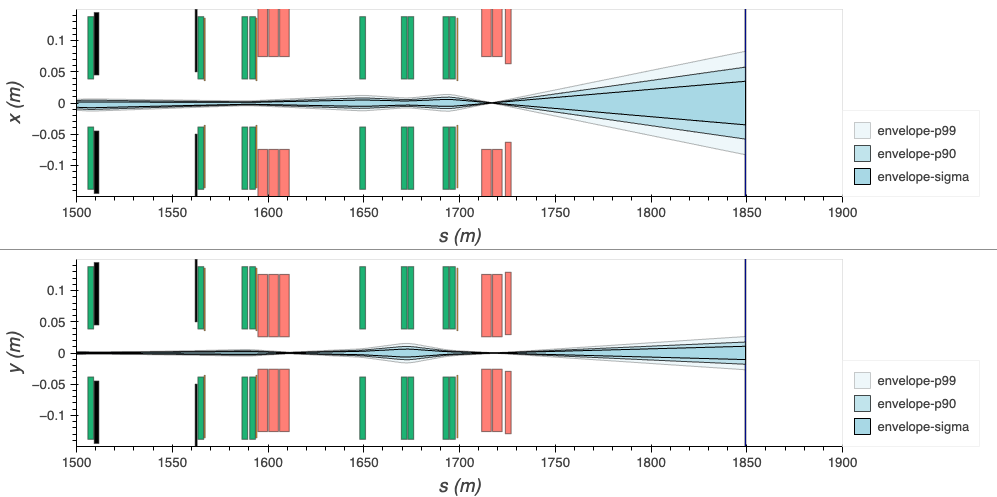 x (m)
0.1
0.05
0
−0.05
−0.1
1500 1550 1600 1650 1700 1750 1800 1850 1900
s (m)
envelope-p99
envelope-p90
envelope-sigma
y (m)
0.1
0.05
0
−0.05
−0.1
1500 1550 1600 1650 1700 1750 1800 1850 1900
s (m)
envelope-p99
envelope-p90
envelope-sigma